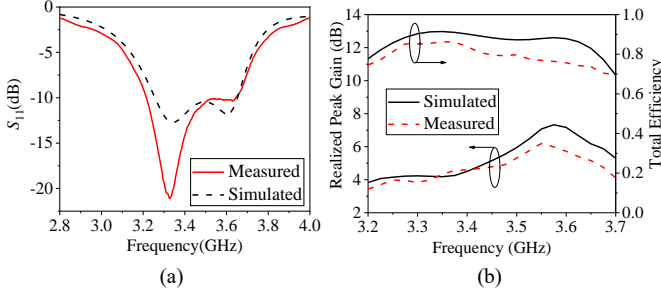 S11(dB)
0
-5
-10
-15
-20
2.8 3.0 3.2 3.4 3.6 3.8 4.0
Frequency(GHz)
Measured
Simulated
(a)
Realized Peak Gain (dB)
14
12
10
8
6
4
2
3.2 3.3 3.4 3.5 3.6 3.7
Frequency (GHz)
Simulated
Measured
1.0
0.8
0.6
0.4
0.2
0.0
Total Efficiency
(b)